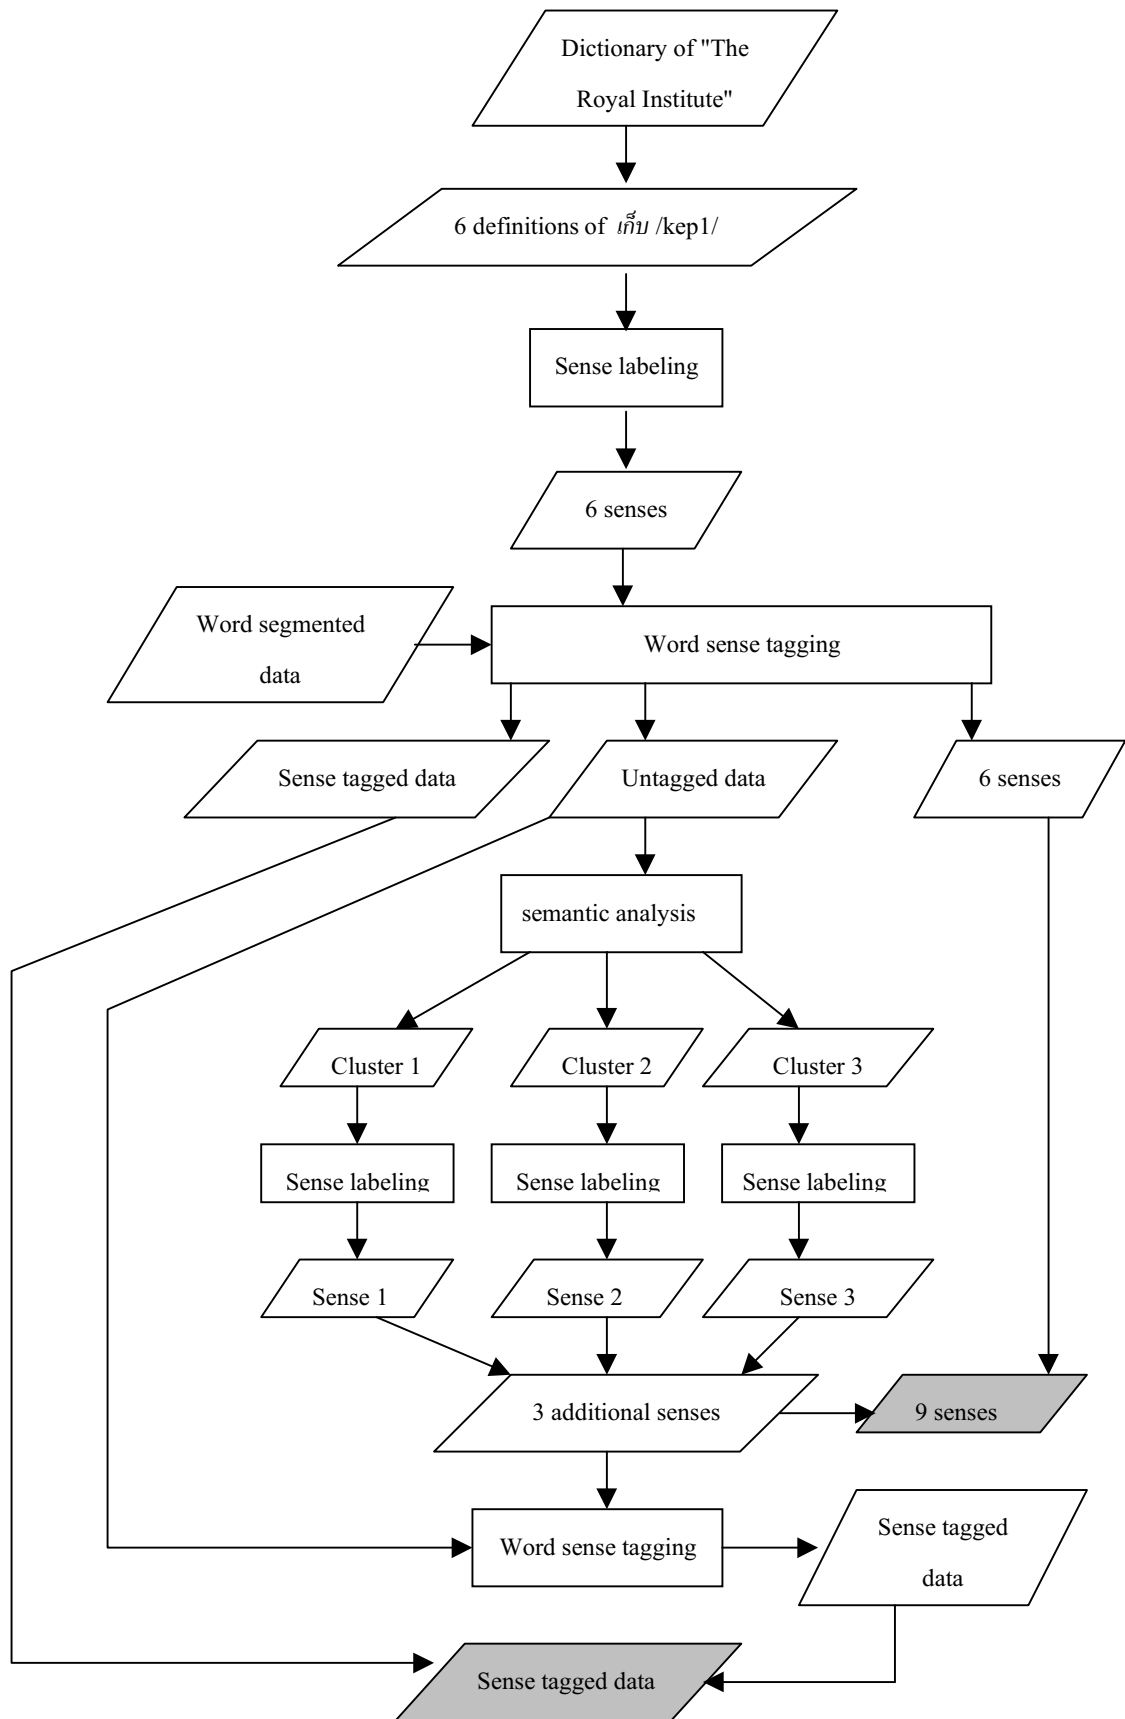 Dictionary of "The
Royal Institute"
6 definitions of เก็บ /kep1/
Sense labeling
6 senses
Word segmented
data
Word sense tagging
Sense tagged data
Untagged data
6 senses
semantic analysis
Cluster 1
Cluster 2
Cluster 3
Sense labeling
Sense labeling
Sense labeling
Sense 1
Sense 2
Sense 3
3 additional senses
9 senses
Word sense tagging
Sense tagged
data
Sense tagged data